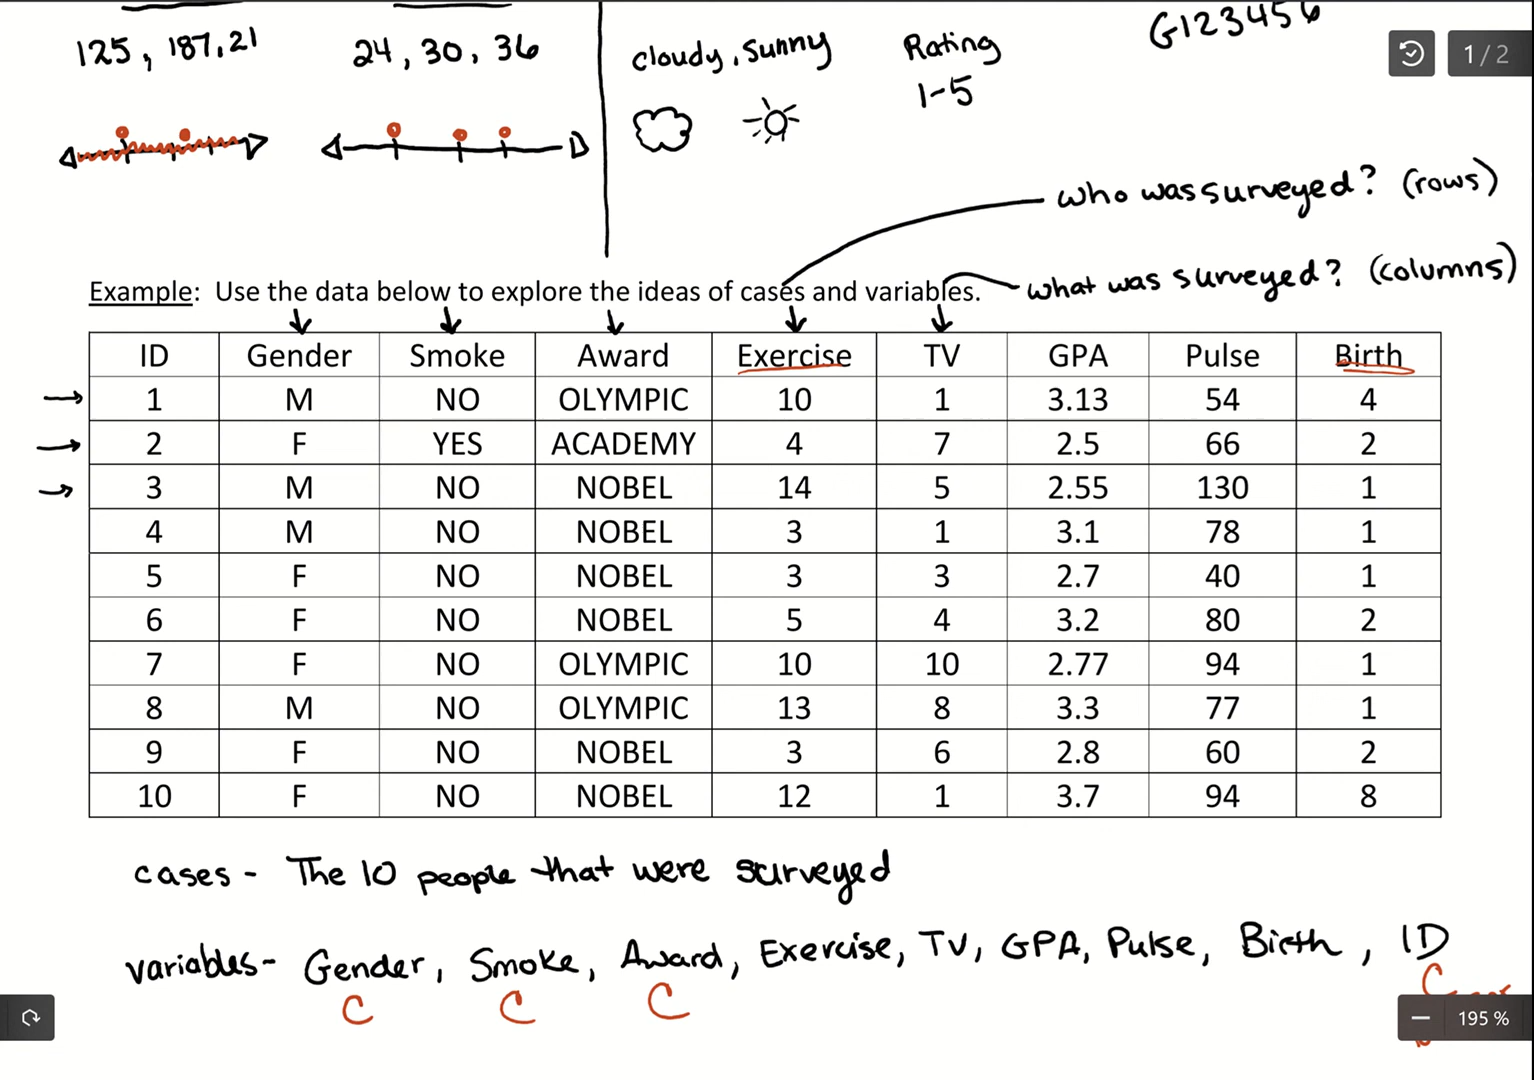 125, 187.21
24, 30, 36
cloudy, sunny
Rating
1-5
G123456
1 / 2
who was surveyed? (rows)
what was surveyed? (columns)
Example: Use the data below to explore the ideas of cases and variables.
ID Gender Smoke Award Exercise TV GPA Pulse Birth
1 M NO OLYMPIC 10 1 3.13 54 4
2 F YES ACADEMY 4 7 2.5 66 2
3 M NO NOBEL 14 5 2.55 130 1
4 M NO NOBEL 3 1 3.1 78 1
5 F NO NOBEL 3 3 2.7 40 1
6 F NO NOBEL 5 4 3.2 80 2
7 F NO OLYMPIC 10 10 2.77 94 1
8 M NO OLYMPIC 13 8 3.3 77 1
9 F NO NOBEL 3 6 2.8 60 2
10 F NO NOBEL 12 1 3.7 94 8
cases - The 10 people that were surveyed
variables- Gender, Smoke, Award, Exercise, TV, GPA, Pulse, Birth, ID
C C C C
195 %